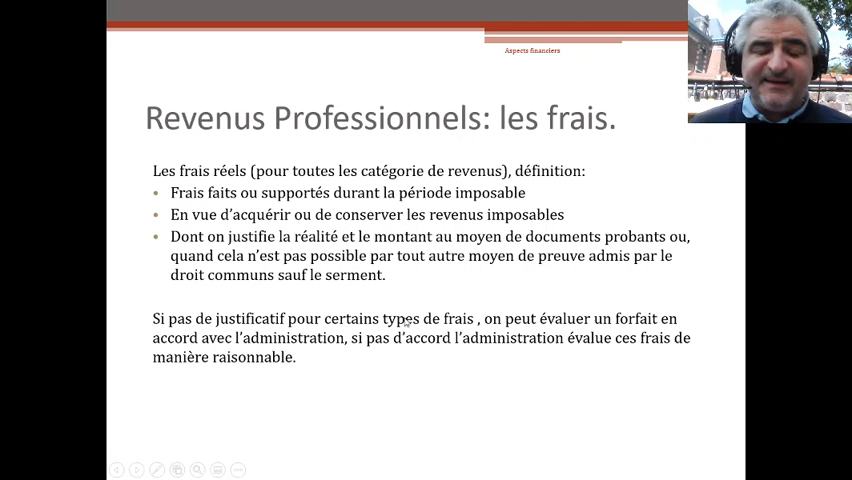 Aspects financiers
Revenus Professionnels: les frais.
Les frais réels (pour toutes les catégorie de revenus), définition:
• Frais faits ou supportés durant la période imposable
• En vue d'acquérir ou de conserver les revenus imposables
• Dont on justifie la réalité et le montant au moyen de documents probants ou,
quand cela n'est pas possible par tout autre moyen de preuve admis par le
droit communs sauf le serment.
Si pas de justificatif pour certains types de frais , on peut évaluer un forfait en
accord avec l'administration, si pas d'accord l'administration évalue ces frais de
manière raisonnable.